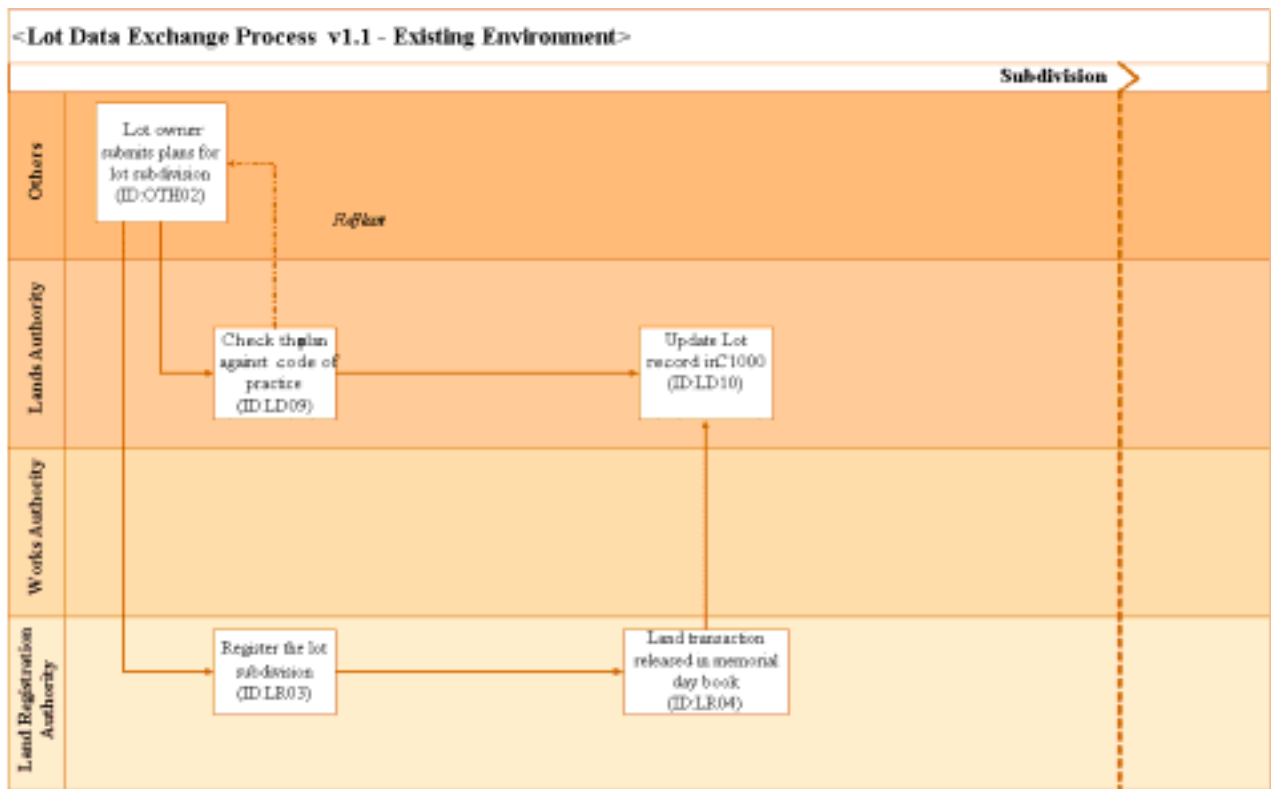 <Lot Data Exchange Process v1.1 - Existing Environment>
Subdivision
Others
Lot owner
submits plans for
lot subdivision
(ID:OTH02)
Lands Authority
Check the plan
against code of
practice
(ID:LD09)
Update Lot
record in C1000
(ID:LD10)
Works Authority
Land Registration
Authority
Register the lot
subdivision
(ID:LR03)
Land transaction
released in memorial
day book
(ID:LR04)